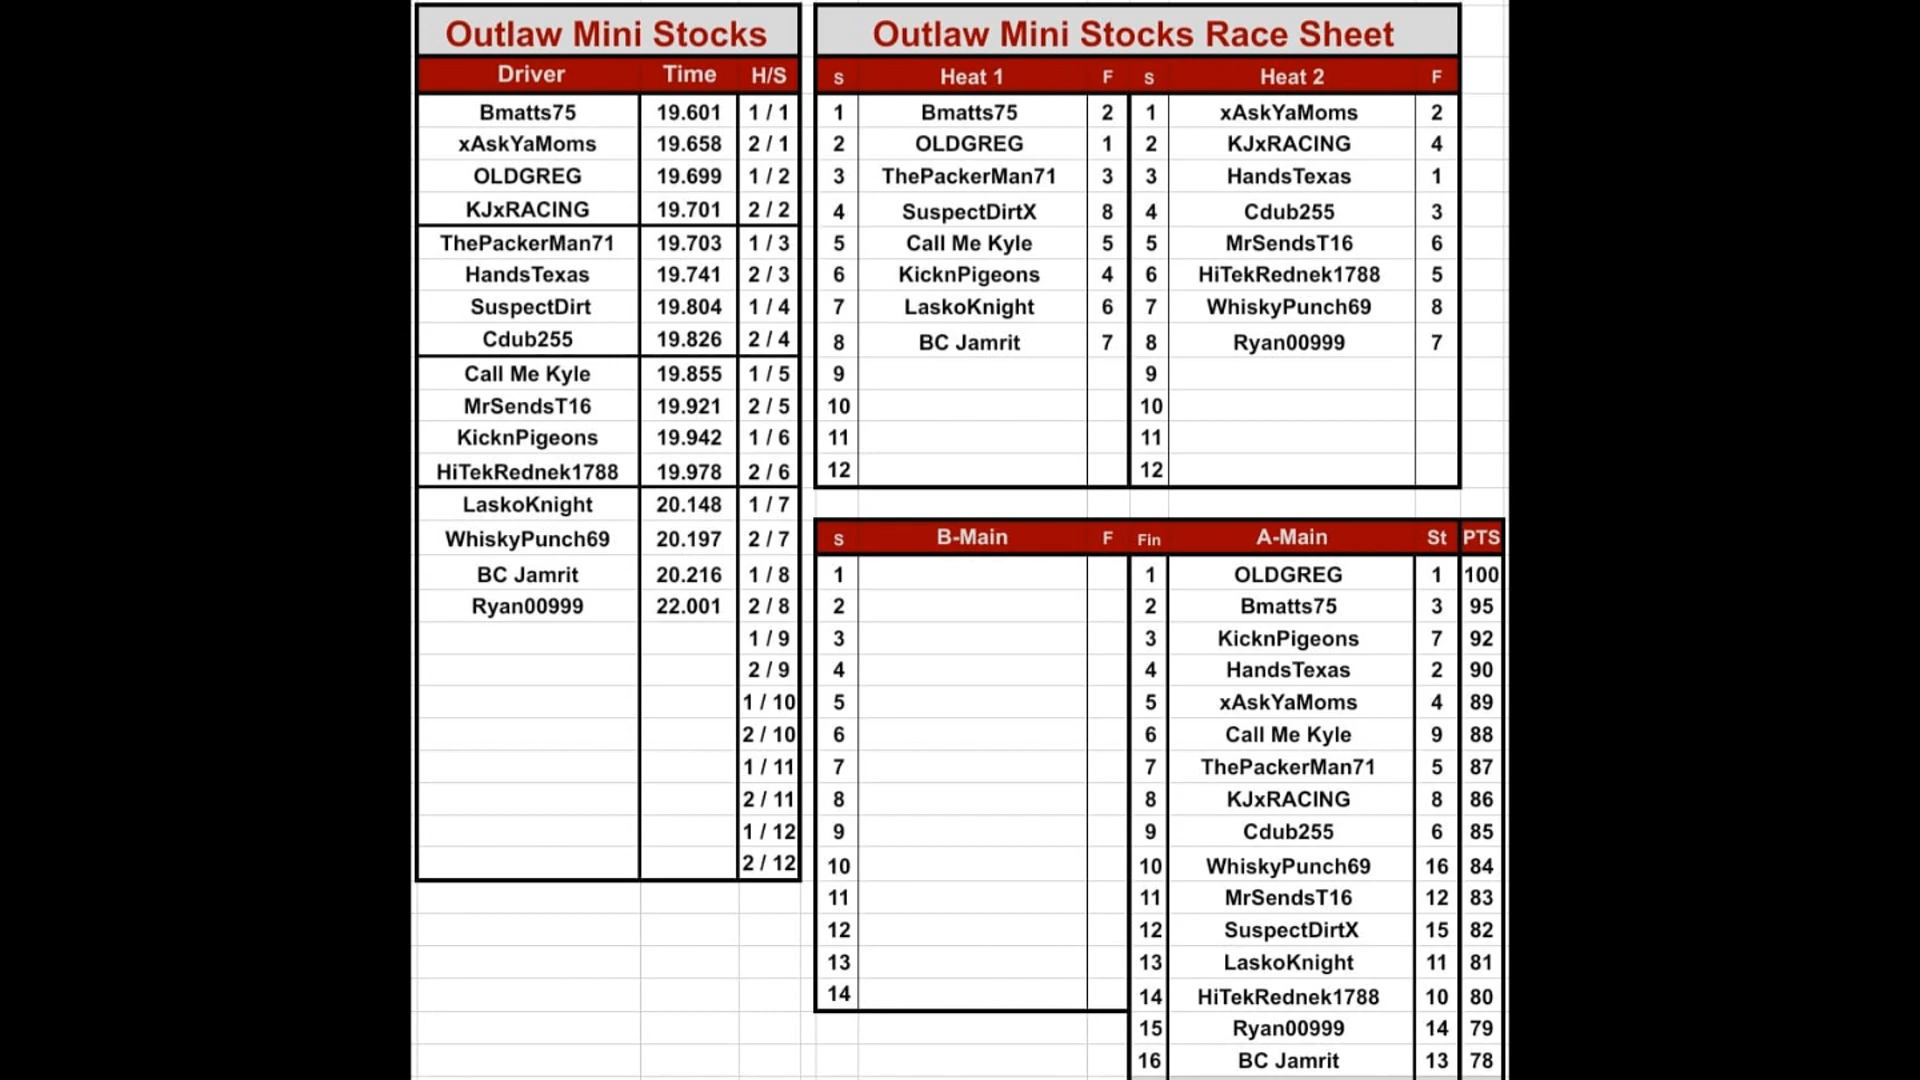 Outlaw Mini Stocks
Driver Time H/S
Bmatts75 19.601 1 / 1
xAskYaMoms 19.658 2 / 1
OLDGREG 19.699 1 / 2
KJxRACING 19.701 2 / 2
ThePackerMan71 19.703 1 / 3
HandsTexas 19.741 2 / 3
SuspectDirt 19.804 1 / 4
Cdub255 19.826 2 / 4
Call Me Kyle 19.855 1 / 5
MrSendsT16 19.921 2 / 5
KicknPigeons 19.942 1 / 6
HiTekRednek1788 19.978 2 / 6
LaskoKnight 20.148 1 / 7
WhiskyPunch69 20.197 2 / 7
BC Jamrit 20.216 1 / 8
Ryan00999 22.001 2 / 8
1 / 9
2 / 9
1 / 10
2 / 10
1 / 11
2 / 11
1 / 12
2 / 12
Outlaw Mini Stocks Race Sheet
S Heat 1 F S Heat 2 F
1 Bmatts75 2 1 xAskYaMoms 2
2 OLDGREG 1 2 KJxRACING 4
3 ThePackerMan71 3 3 HandsTexas 1
4 SuspectDirtX 8 4 Cdub255 3
5 Call Me Kyle 5 5 MrSendsT16 6
6 KicknPigeons 4 6 HiTekRednek1788 5
7 LaskoKnight 6 7 WhiskyPunch69 8
8 BC Jamrit 7 8 Ryan00999 7
9 9
10 10
11 11
12 12
S B-Main F Fin A-Main St PTS
1 1 OLDGREG 1 100
2 2 Bmatts75 3 95
3 3 KicknPigeons 7 92
4 4 HandsTexas 2 90
5 5 xAskYaMoms 4 89
6 6 Call Me Kyle 9 88
7 7 ThePackerMan71 5 87
8 8 KJxRACING 8 86
9 9 Cdub255 6 85
10 10 WhiskyPunch69 16 84
11 11 MrSendsT16 12 83
12 12 SuspectDirtX 15 82
13 13 LaskoKnight 11 81
14 14 HiTekRednek1788 10 80
15 Ryan00999 14 79
16 BC Jamrit 13 78